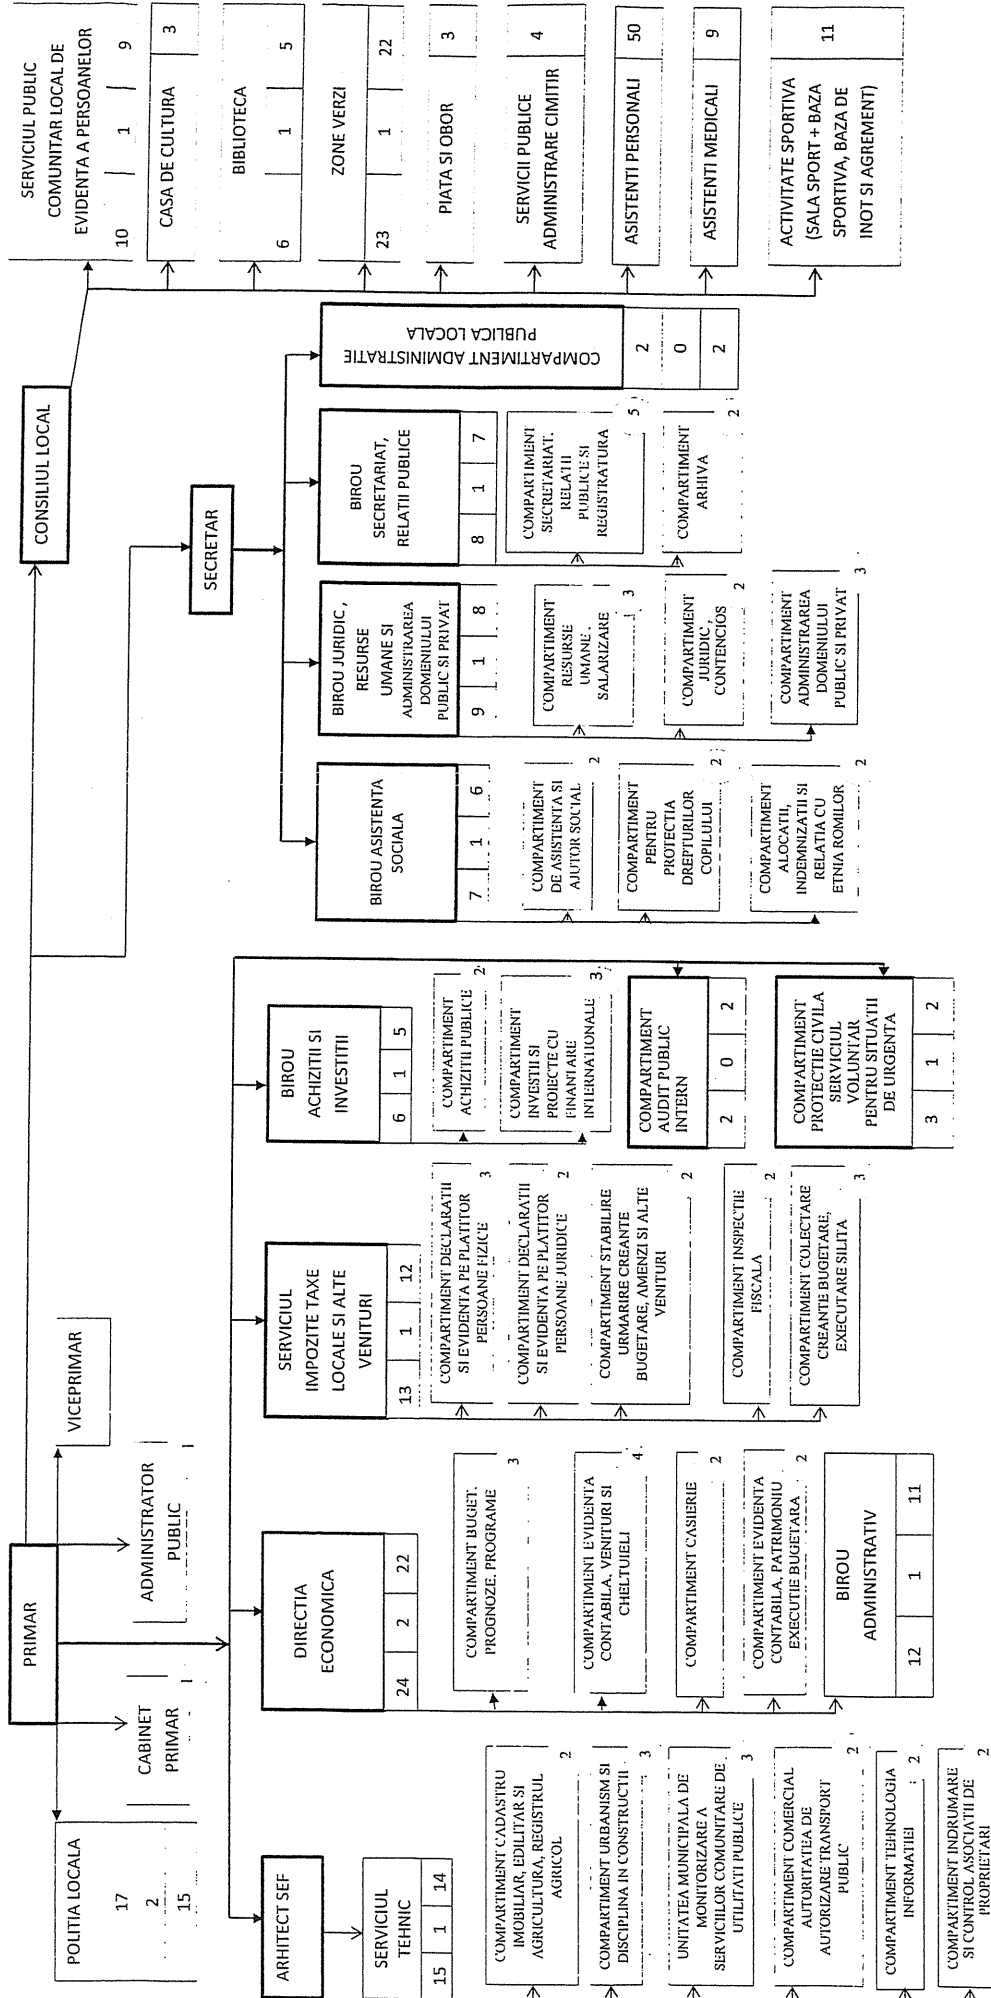 PRIMAR
CONSILIUL LOCAL
VICEPRIMAR
POLITIA LOCALA
17
2
15
CABINET
PRIMAR
1
ADMINISTRATOR
PUBLIC
1
SECRETAR
ARHITECT SEF
SERVICIUL
TEHNIC
15 1 14
COMPARTIMENT CADASTRU
IMOBILIAR, EDILITAR SI
AGRICULTURA, REGISTRUL
AGRICOL
2
COMPARTIMENT URBANISM SI
DISCIPLINA IN CONSTRUCTII
3
UNITATEA MUNICIPALA DE
MONITORIZARE A
SERVICIILOR COMUNITARE DE
UTILITATI PUBLICE
3
COMPARTIMENT COMERCIAL
AUTORITATEA DE
AUTORIZARE TRANSPORT
PUBLIC
2
COMPARTIMENT TEHNOLOGIA
INFORMATIEI
2
COMPARTIMENT INDRUMARE
SI CONTROL ASOCIATII DE
PROPRIETARI
2
DIRECTIA
ECONOMICA
24 2 22
COMPARTIMENT BUGET.
PROGNOZE. PROGRAME
3
COMPARTIMENT EVIDENTA
CONTABILA, VENITURI SI
CHELTUIELI
4
COMPARTIMENT CASIERIE
2
COMPARTIMENT EVIDENTA
CONTABILA, PATRIMONIU
EXECUTIE BUGETARA
2
BIROU
ADMINISTRATIV
12 1 11
SERVICIUL
IMPOZITE TAXE
LOCALE SI ALTE
VENITURI
13 1 12
COMPARTIMENT DECLARATII
SI EVIDENTA PE PLATITOR
PERSOANE FIZICE
3
COMPARTIMENT DECLARATII
SI EVIDENTA PE PLATITOR
PERSOANE JURIDICE
2
COMPARTIMENT STABILIRE
URMARIRE CREANTE
BUGETARE, AMENZI SI ALTE
VENITURI
2
COMPARTIMENT INSPECTIE
FISCALA
2
COMPARTIMENT COLECTARE
CREANTE BUGETARE,
EXECUTARE SILITA
3
BIROU
ACHIZITII SI
INVESTITII
6 1 5
COMPARTIMENT
ACHIZITII PUBLICE
2
COMPARTIMENT
INVESTII SI
PROIECTE CU
FINANTARE
INTERNATIONALE
3
COMPARTIMENT
AUDIT PUBLIC
INTERN
2 0 2
COMPARTIMENT
PROTECTIE CIVILA
SERVICIUL
VOLUNTAR
PENTRU SITUATII
DE URGENTA
3 1 2
BIROU ASISTENTA
SOCIALA
7 1 6
COMPARTIMENT
DE ASISTENTA SI
AJUTOR SOCIAL
2
COMPARTIMENT
PENTRU
PROTECTIA
DREPTURILOR
COPILULUI
2
COMPARTIMENT
ALOCATII,
INDEMNIZATII SI
RELATIA CU
ETNIA ROMILOR
2
BIROU JURIDIC ,
RESURSE
UMANE SI
ADMINISTRAREA
DOMENIULUI
PUBLIC SI PRIVAT
9 1 8
COMPARTIMENT
RESURSE
UMANE ,
SALARIZARE
3
COMPARTIMENT
JURIDIC ,
CONTENCIOS
2
COMPARTIMENT
ADMINISTRAREA
DOMENIULUI
PUBLIC SI PRIVAT
3
BIROU
SECRETARIAT,
RELATII PUBLICE
8 1 7
COMPARTIMENT
SECRETARIAT.
RELATII
PUBLICE SI
REGISTRATURA
5
COMPARTIMENT
ARHIVA
2
COMPARTIMENT ADMINISTRATIE
PUBLICA LOCALA
2
0
2
SERVICIUL PUBLIC
COMUNITAR LOCAL DE
EVIDENTA A PERSOANELOR
10 1 9
CASA DE CULTURA 3
BIBLIOTECA
6 1 5
ZONE VERZI
23 1 22
PIATA SI OBOR 3
SERVICII PUBLICE
ADMINISTRARE CIMITIR
4
ASISTENTI PERSONALI 50
ASISTENTI MEDICALI 9
ACTIVITATE SPORTIVA
(SALA SPORT + BAZA
SPORTIVA, BAZA DE
INOT SI AGREMENT)
11